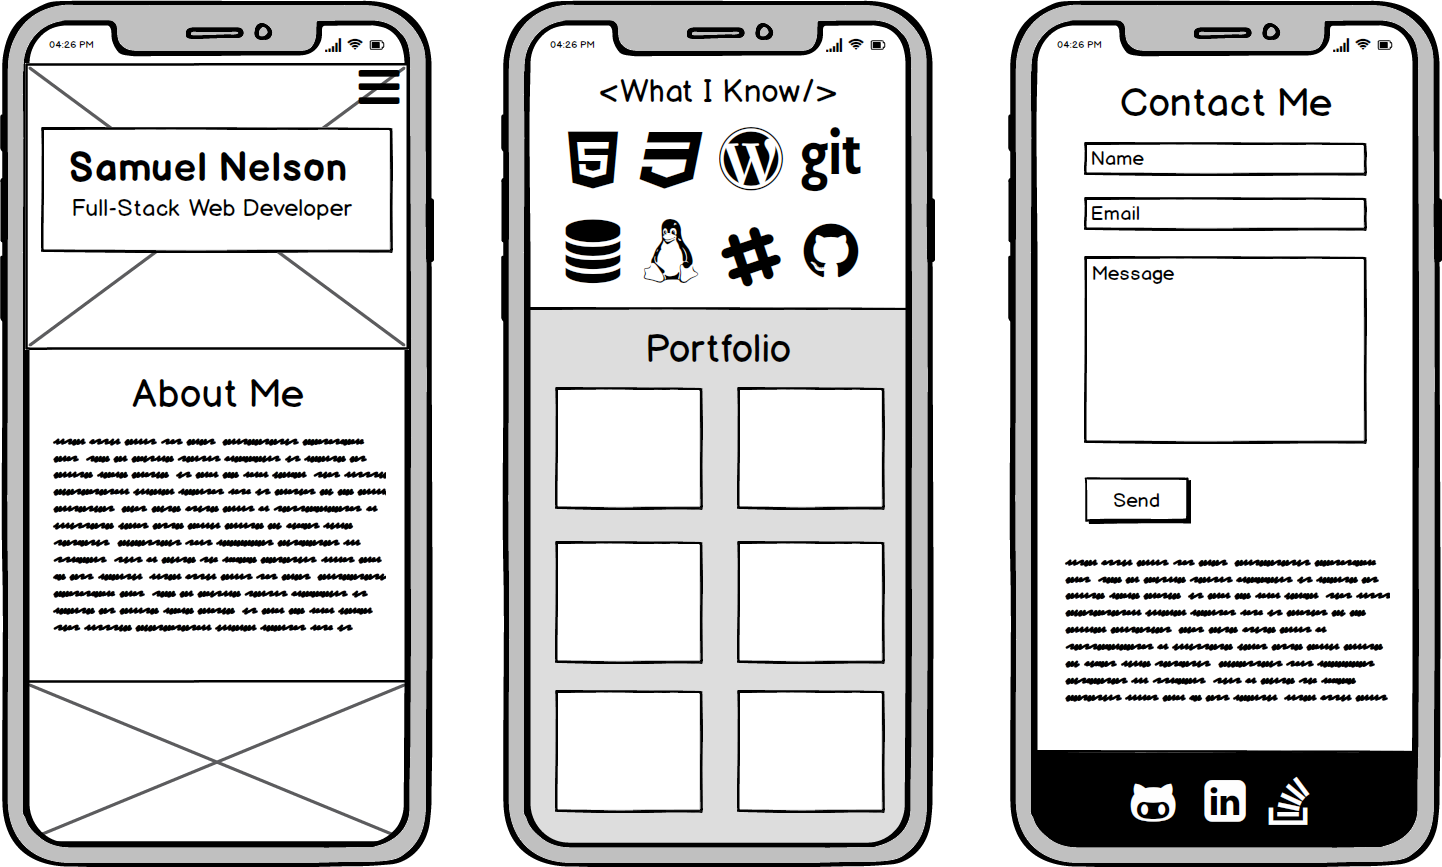 04:26 PM
Samuel Nelson
Full-Stack Web Developer
About Me
04:26 PM
<What I Know/>
5
W
git
Portfolio
04:26 PM
Contact Me
Name
Email
Message
Send
in